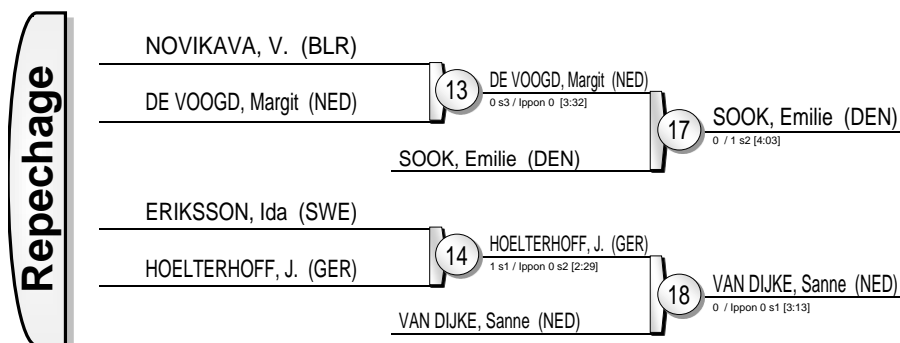 Repechage
NOVIKAVA, V. (BLR)
DE VOOGD, Margit (NED)
13
DE VOOGD, Margit (NED)
0 s3 / Ippon 0 [3:32]
SOOK, Emilie (DEN)
17
SOOK, Emilie (DEN)
0 / 1 s2 [4:03]
ERIKSSON, Ida (SWE)
HOELTERHOFF, J. (GER)
14
HOELTERHOFF, J. (GER)
1 s1 / Ippon 0 s2 [2:29]
VAN DIJKE, Sanne (NED)
18
VAN DIJKE, Sanne (NED)
0 / Ippon 0 s1 [3:13]